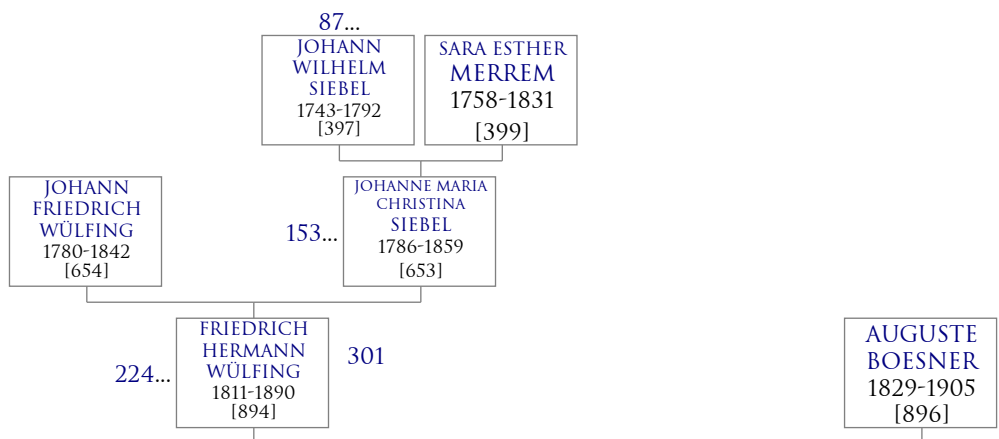 87...
JOHANN
WILHELM
SIEBEL
1743-1792
[397]
SARA ESTHER
MERREM
1758-1831
[399]
JOHANN
FRIEDRICH
WÜLFING
1780-1842
[654]
153...
JOHANNE MARIA
CHRISTINA
SIEBEL
1786-1859
[653]
224...
FRIEDRICH
HERMANN
WÜLFING
1811-1890
[894]
301
AUGUSTE
BOESNER
1829-1905
[896]